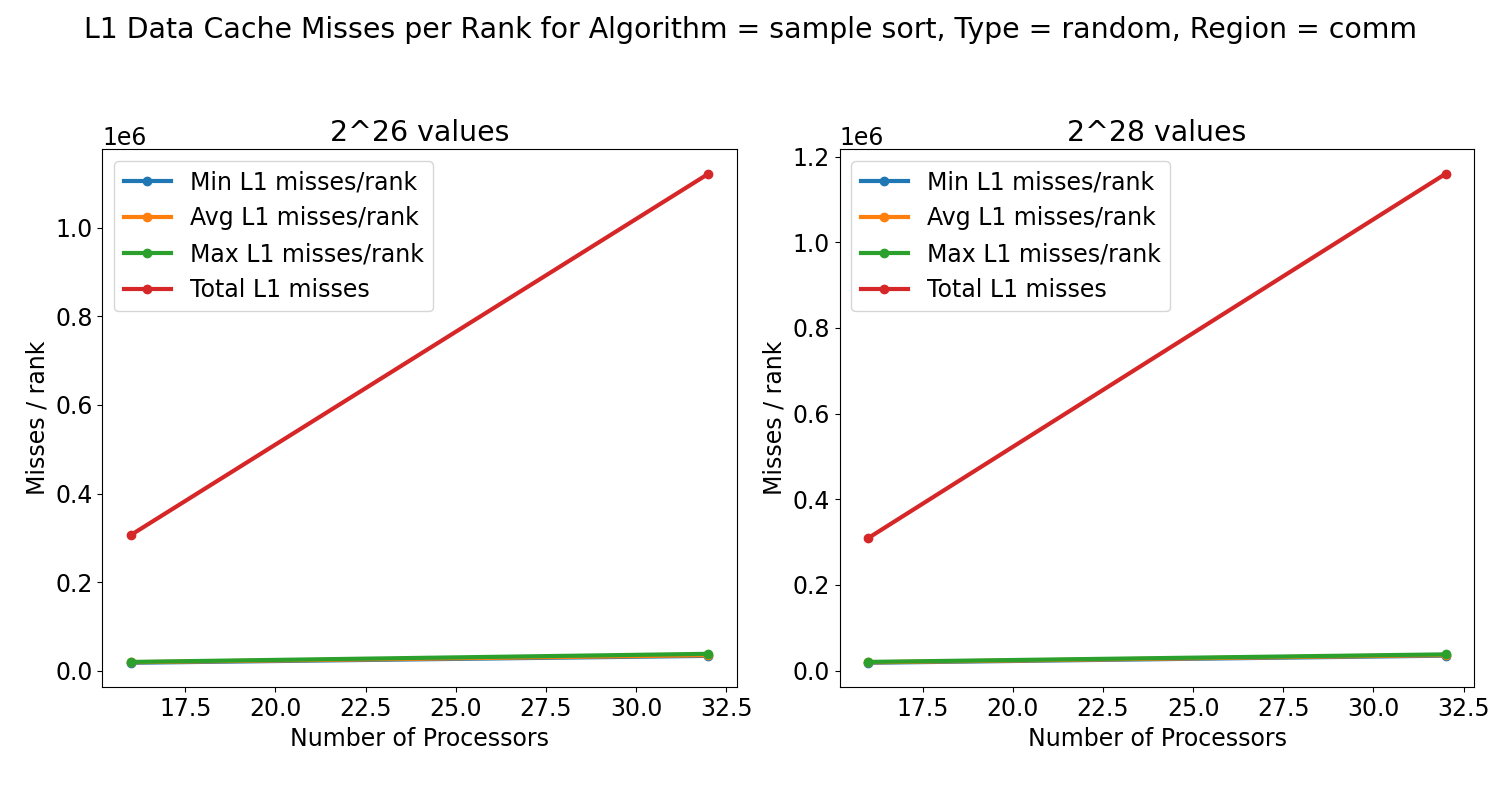 L1 Data Cache Misses per Rank for Algorithm = sample sort, Type = random, Region = comm
2^26 values
1e6
Min L1 misses/rank
Avg L1 misses/rank
Max L1 misses/rank
Total L1 misses
1.0
0.8
0.6
0.4
0.2
0.0
Misses / rank
17.5 20.0 22.5 25.0 27.5 30.0 32.5
Number of Processors
2^28 values
1e6
Min L1 misses/rank
Avg L1 misses/rank
Max L1 misses/rank
Total L1 misses
1.2
1.0
0.8
0.6
0.4
0.2
0.0
Misses / rank
17.5 20.0 22.5 25.0 27.5 30.0 32.5
Number of Processors